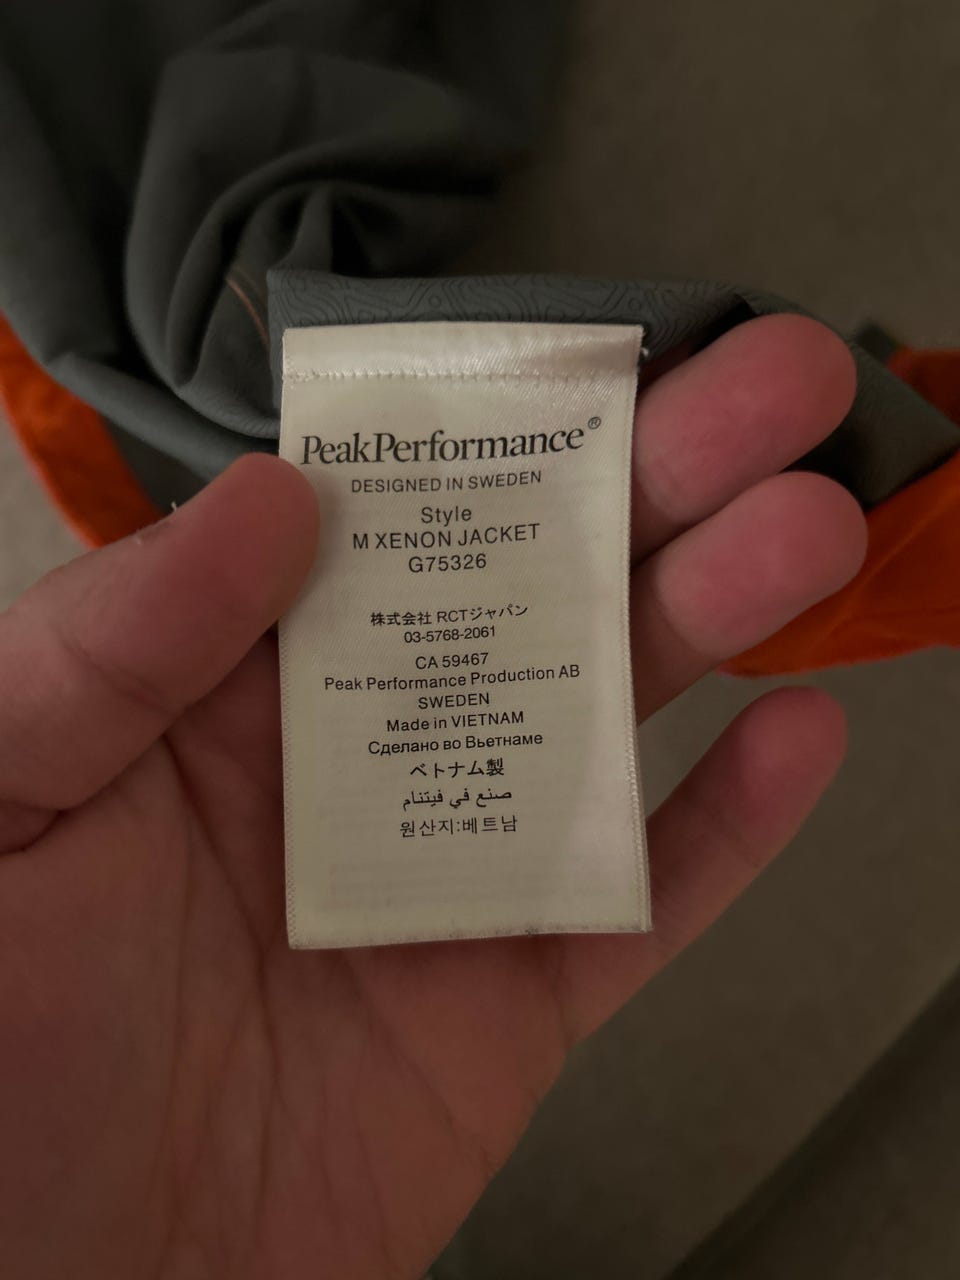 PeakPerformance®
DESIGNED IN SWEDEN
Style
M XENON JACKET
G75326
株式会社 RCTジャパン
03-5768-2061
CA 59467
Peak Performance Production AB
SWEDEN
Made in VIETNAM
Сделано во Вьетнаме
ベトナム製
صنع في فيتنام
원산지:베트남